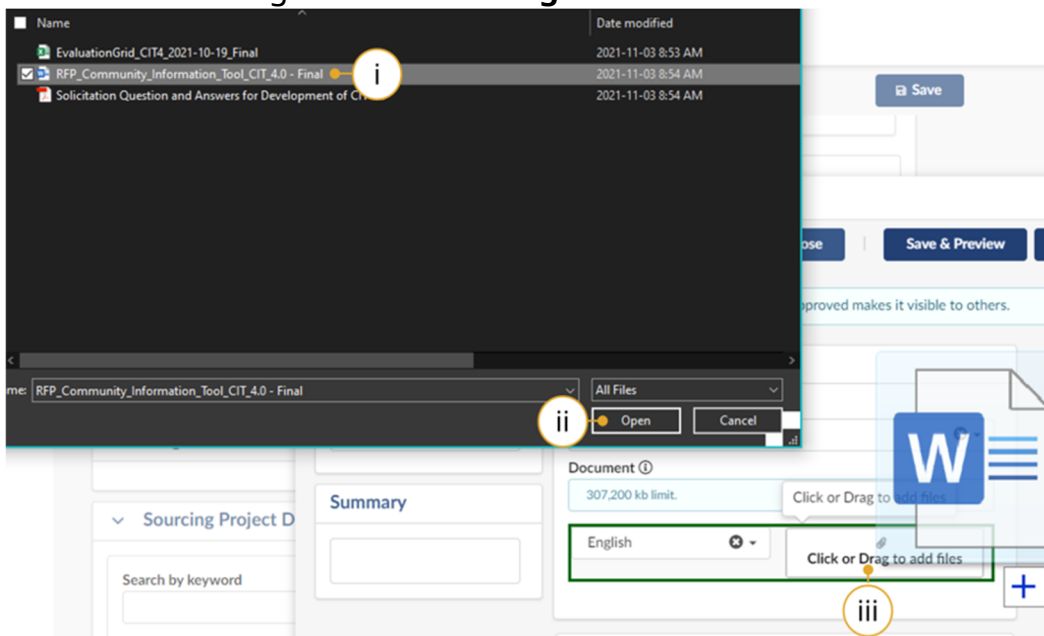 Name
Date modified
EvaluationGrid_CIT4_2021-10-19_Final
2021-11-03 8:53 AM
RFP_Community_Information_Tool_CIT_4.0 - Final
i
2021-11-03 8:54 AM
Solicitation Question and Answers for Development of
2021-11-03 8:54 AM
Save
Save & Preview
makes it visible to others.
RFP_Community_Information_Tool_CIT_4.0 - Final
All Files
ii
Open
Cancel
W
Document
307,200 kb limit.
Click or Drag to add files
Summary
Sourcing Project D
English
Click or Drag to add files
Search by keyword
iii